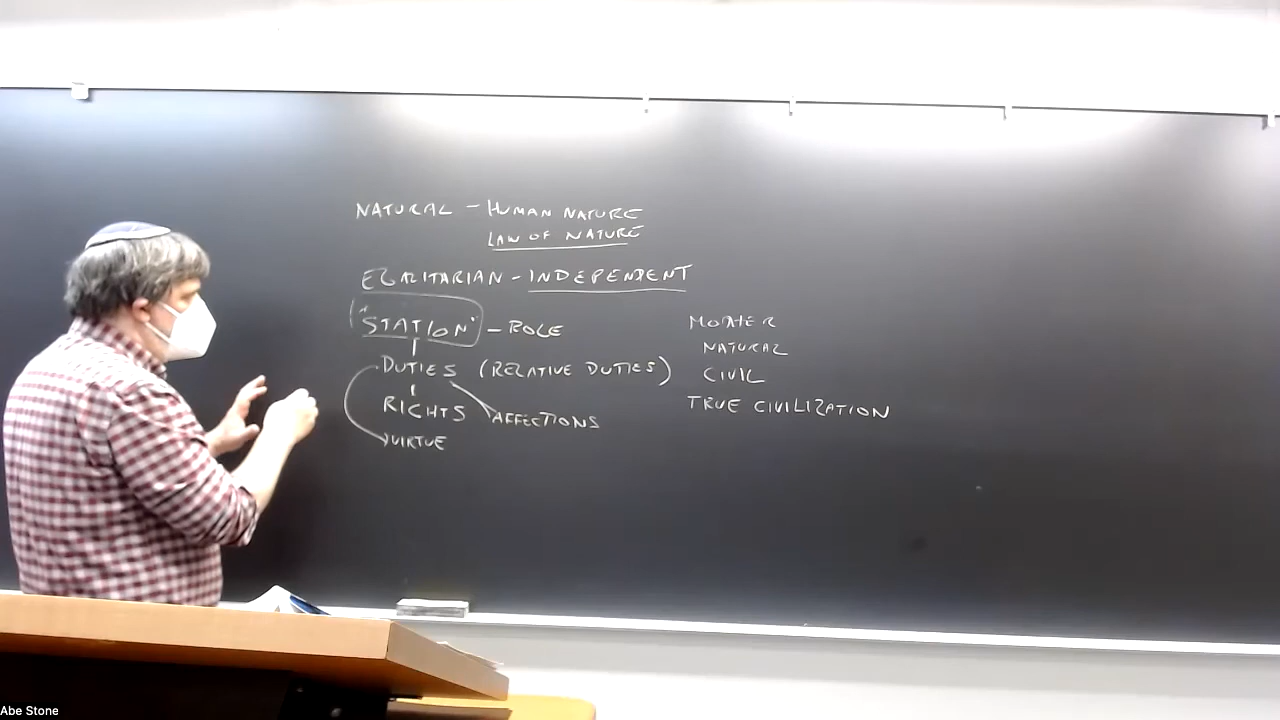 NATURAL - HUMAN NATURE
LAW OF NATURE
EGALITARIAN - INDEPENDENT
"STATION" - ROLE
DUTIES (RELATIVE DUTIES)
RIGHTS
AFFECTIONS
VIRTUE
MOTHER
NATURAL
CIVIL
TRUE CIVILIZATION
Abe Stone